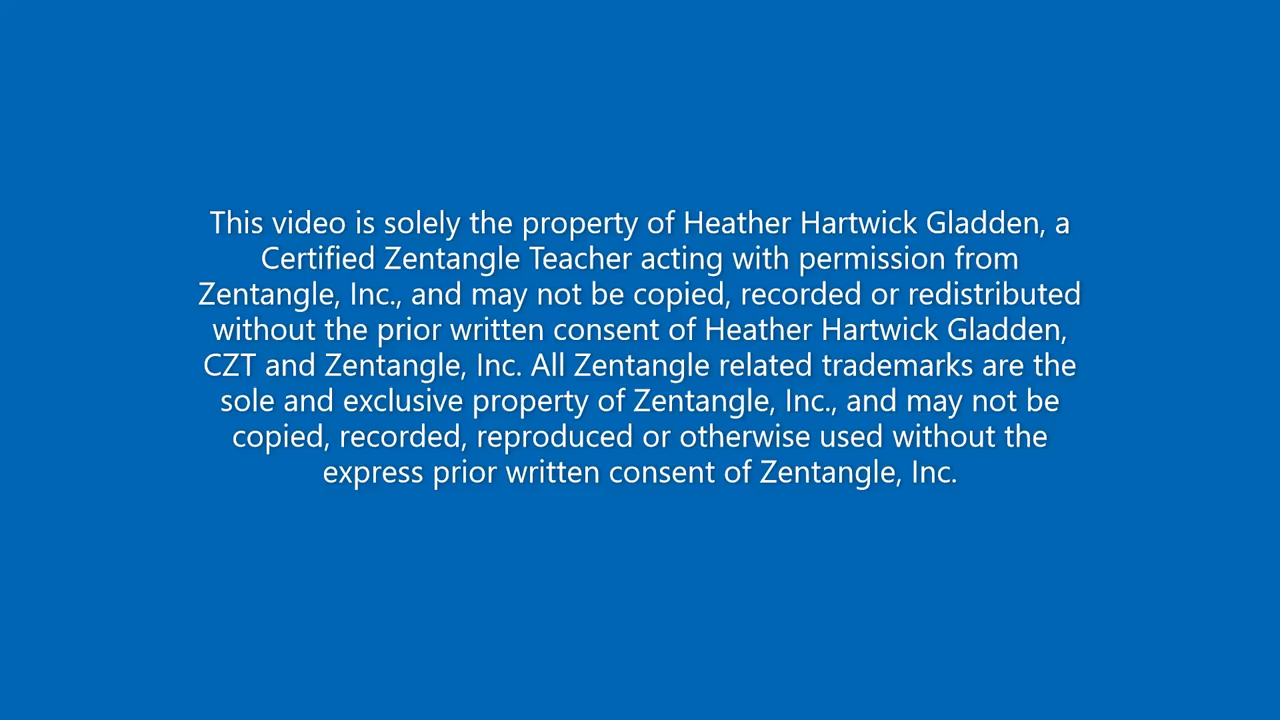 This video is solely the property of Heather Hartwick Gladden, a
Certified Zentangle Teacher acting with permission from
Zentangle, Inc., and may not be copied, recorded or redistributed
without the prior written consent of Heather Hartwick Gladden,
CZT and Zentangle, Inc. All Zentangle related trademarks are the
sole and exclusive property of Zentangle, Inc., and may not be
copied, recorded, reproduced or otherwise used without the
express prior written consent of Zentangle, Inc.